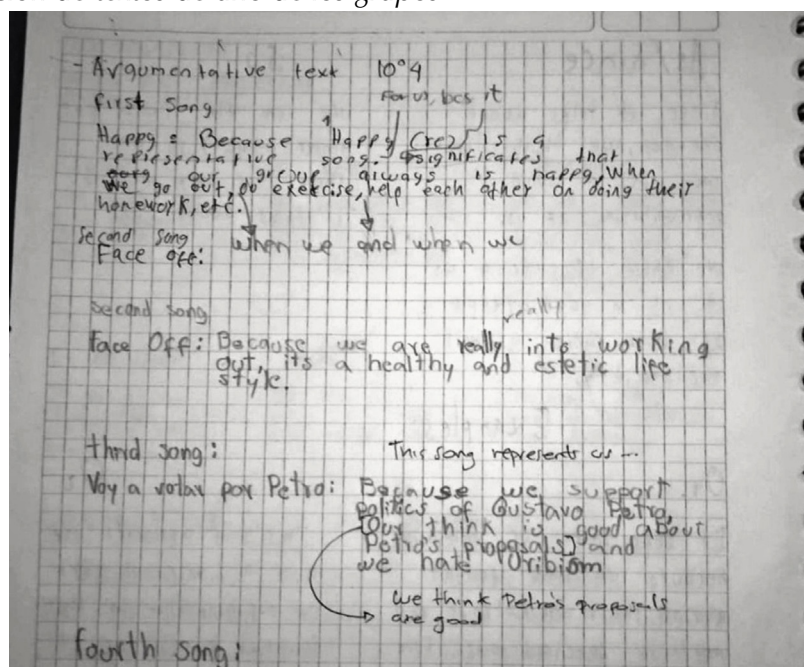 - Argumentative text 10°4
First Song
For us, bcs it
Happy : Because Happy (re) is a
representative song. significates that
our group always is happy, when
We go out, do exercise, help each other on doing their
homework, etc.
Second Song
Face off: When we and when we
second song
really
Face Off: Because we are really into working
out, its a healthy and estetic life
style.
third song: This song represents us ...
Voy a votar por Petro: Because we support
politics of Gustavo Petro,
Our think is good about
Petro's proposals) and
we hate Uribism
we think Petro's proposals
are good
fourth song: